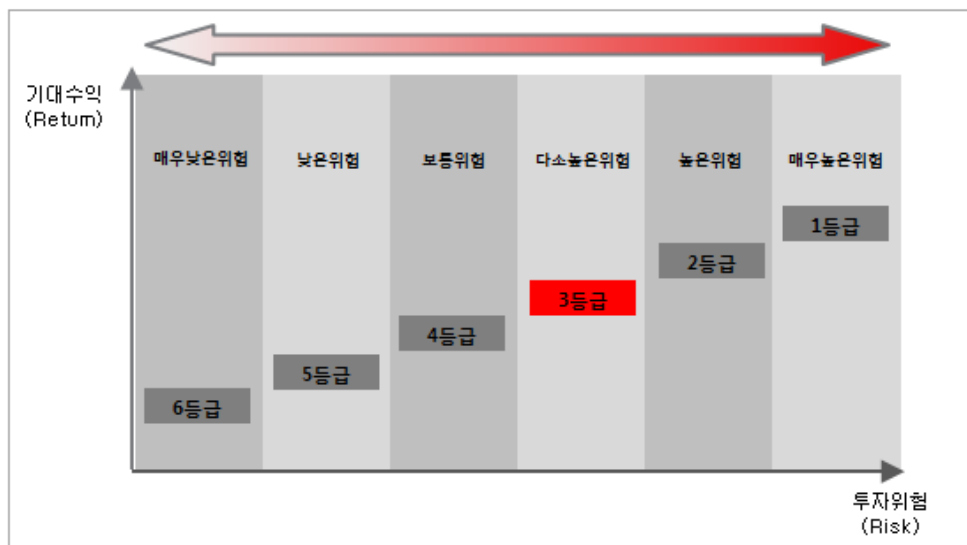 기대수익
(Return)
매우낮은위험
낮은위험
보통위험
다소높은위험
높은위험
매우높은위험
1등급
2등급
3등급
4등급
5등급
6등급
투자위험
(Risk)